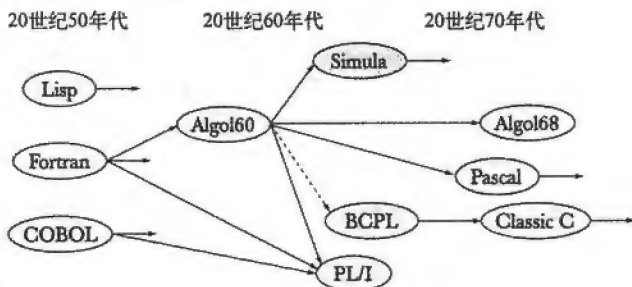 20世纪50年代 20世纪60年代 20世纪70年代
Simula
Lisp
Algol60 Algol68
Fortran
Pascal
COBOL BCPL Classic C
PL/I